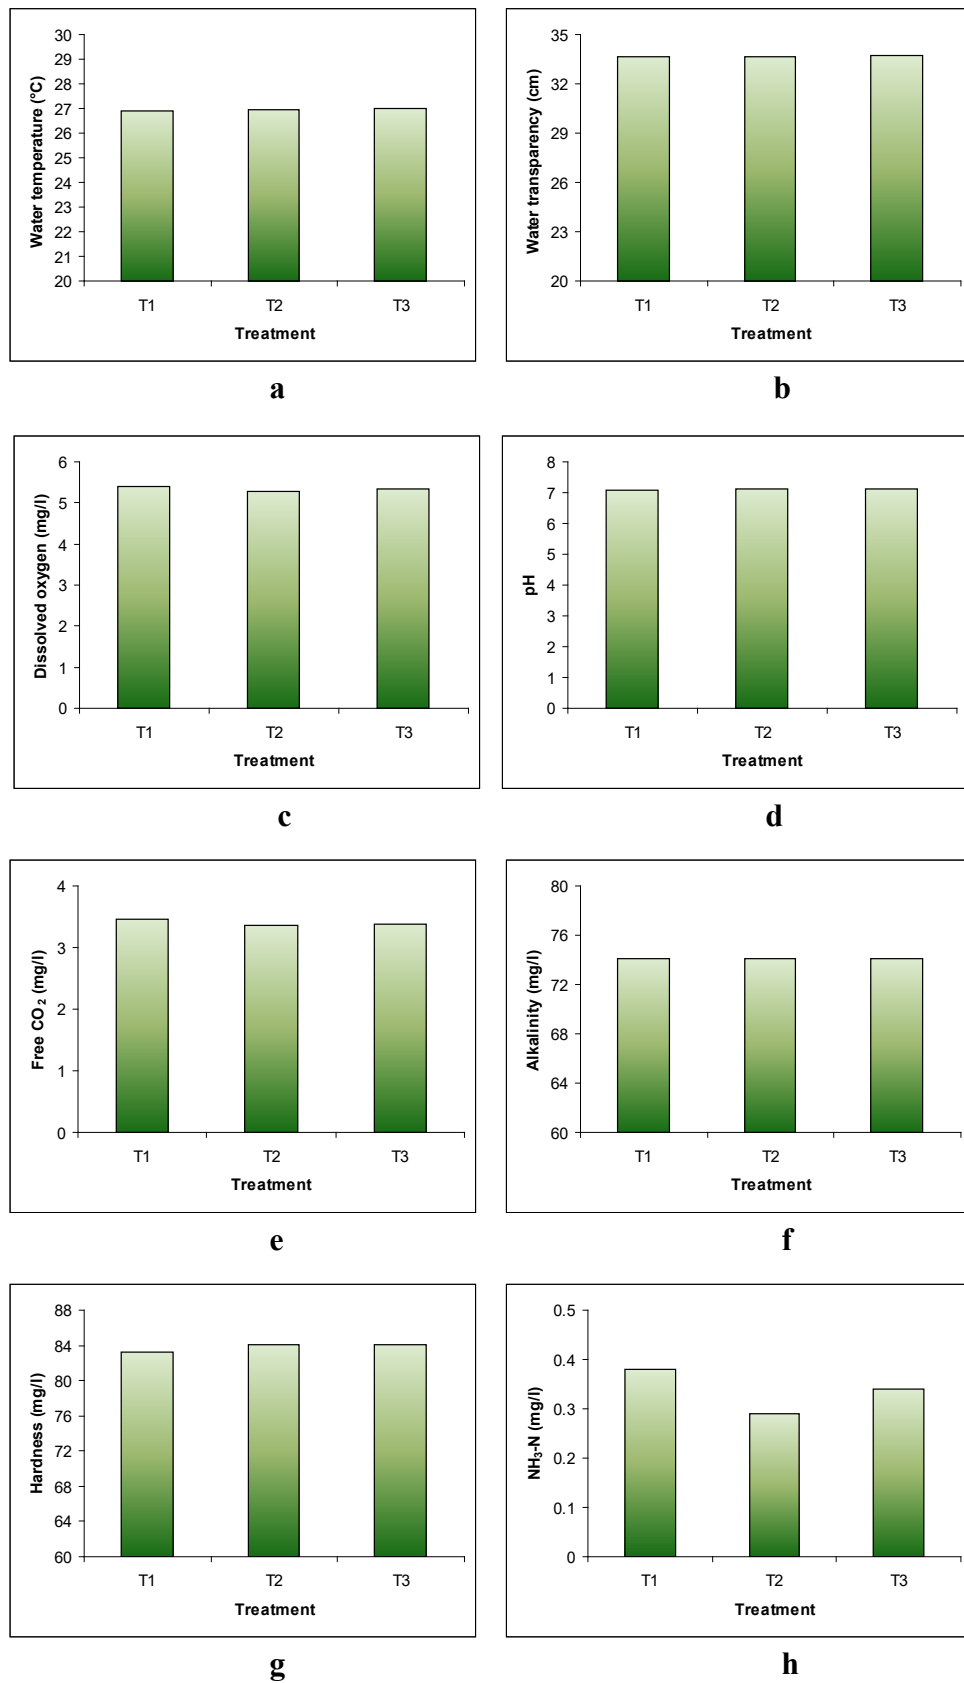 30
29
28
27
26
25
24
23
22
21
20
Water temperature (°C)
T1 T2 T3
Treatment
a
35
33
29
26
23
20
Water transparency (cm)
T1 T2 T3
Treatment
b
6
5
4
3
2
1
0
Dissolved oxygen (mg/l)
T1 T2 T3
Treatment
c
8
7
6
5
4
3
2
1
0
pH
T1 T2 T3
Treatment
d
4
3
2
1
0
Free CO₂ (mg/l)
T1 T2 T3
Treatment
e
80
76
72
68
64
60
Alkalinity (mg/l)
T1 T2 T3
Treatment
f
88
84
80
76
72
68
64
60
Hardness (mg/l)
T1 T2 T3
Treatment
g
0.5
0.4
0.3
0.2
0.1
0
NH₃-N (mg/l)
T1 T2 T3
Treatment
h